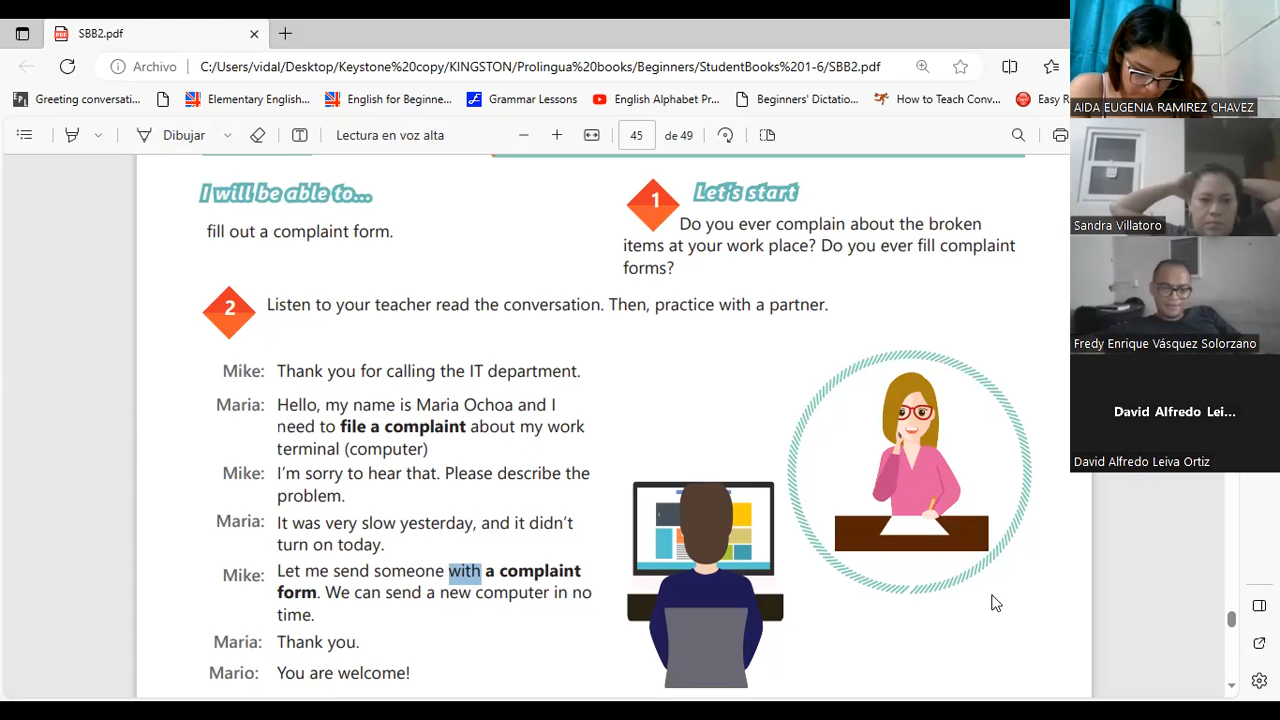 SBB2.pdf
Archivo
C:/Users/vidal/Desktop/Keystone%20copy/KINGSTON/Prolingua%20books/Beginners/StudentBooks%201-6/SBB2.pdf
EPI Greeting conversati...
Elementary English...
English for Beginne...
Grammar Lessons
English Alphabet Pr...
Beginners' Dictatio...
How to Teach Conv...
Easy R
Dibujar
Lectura en voz alta
45
de 49
I will be able to...
fill out a complaint form.
1
Let's start
Do you ever complain about the broken
items at your work place? Do you ever fill complaint
forms?
2
Listen to your teacher read the conversation. Then, practice with a partner.
Mike: Thank you for calling the IT department.
Maria: Hello, my name is Maria Ochoa and I
need to file a complaint about my work
terminal (computer)
Mike: I'm sorry to hear that. Please describe the
problem.
Maria: It was very slow yesterday, and it didn't
turn on today.
Mike: Let me send someone with a complaint
form. We can send a new computer in no
time.
Maria: Thank you.
Mario: You are welcome!
AIDA EUGENIA RAMIREZ CHAVEZ
Sandra Villatoro
Fredy Enrique Vásquez Solorzano
David Alfredo Lei...
David Alfredo Leiva Ortiz